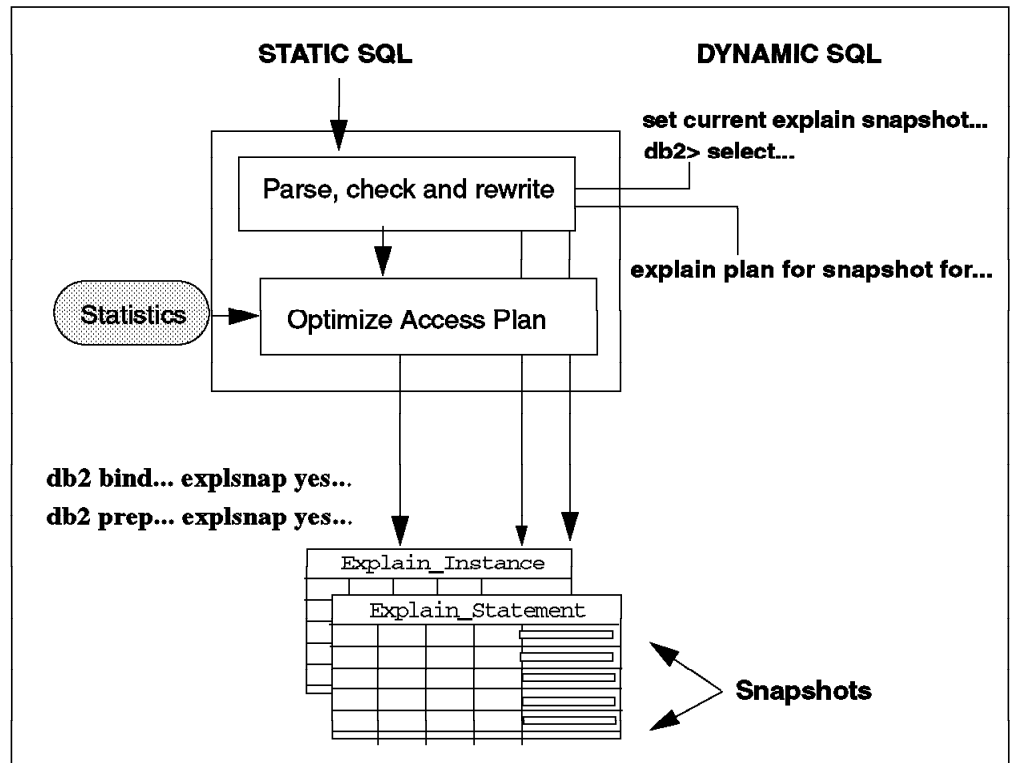 STATIC SQL
DYNAMIC SQL
set current explain snapshot...
db2> select...
Parse, check and rewrite
explain plan for snapshot for...
Statistics
Optimize Access Plan
db2 bind... explsnap yes...
db2 prep... explsnap yes...
Explain_Instance
Explain_Statement
Snapshots